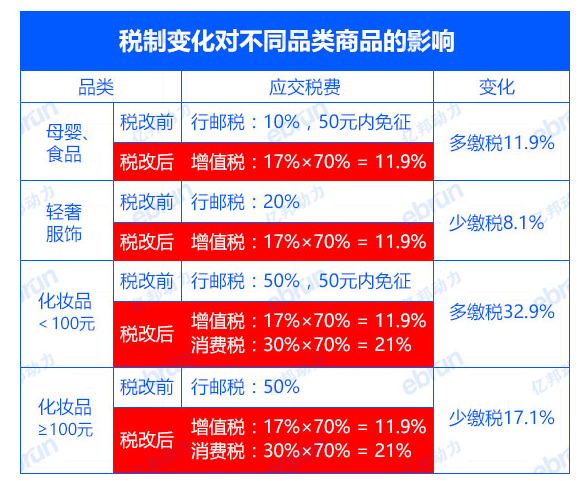 税制变化对不同品类商品的影响
品类 应交税费 变化
母婴、
食品
税改前 行邮税：10%，50元内免征
税改后 增值税：17%×70% = 11.9%
多缴税11.9%
轻奢
服饰
税改前 行邮税：20%
税改后 增值税：17%×70% = 11.9%
少缴税8.1%
化妆品
＜100元
税改前 行邮税：50%，50元内免征
税改后
增值税：17%×70% = 11.9%
消费税：30%×70% = 21%
多缴税32.9%
化妆品
≥100元
税改前 行邮税：50%
税改后
增值税：17%×70% = 11.9%
消费税：30%×70% = 21%
少缴税17.1%
ebrun
亿邦动力